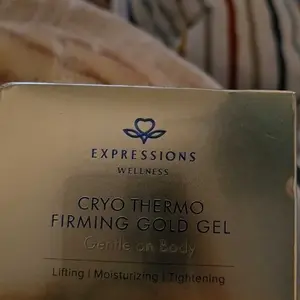 EXPRESSIONS
WELLNESS
CRYO THERMO
FIRMING GOLD GEL
Gentle on Body
Lifting | Moisturizing | Tightening